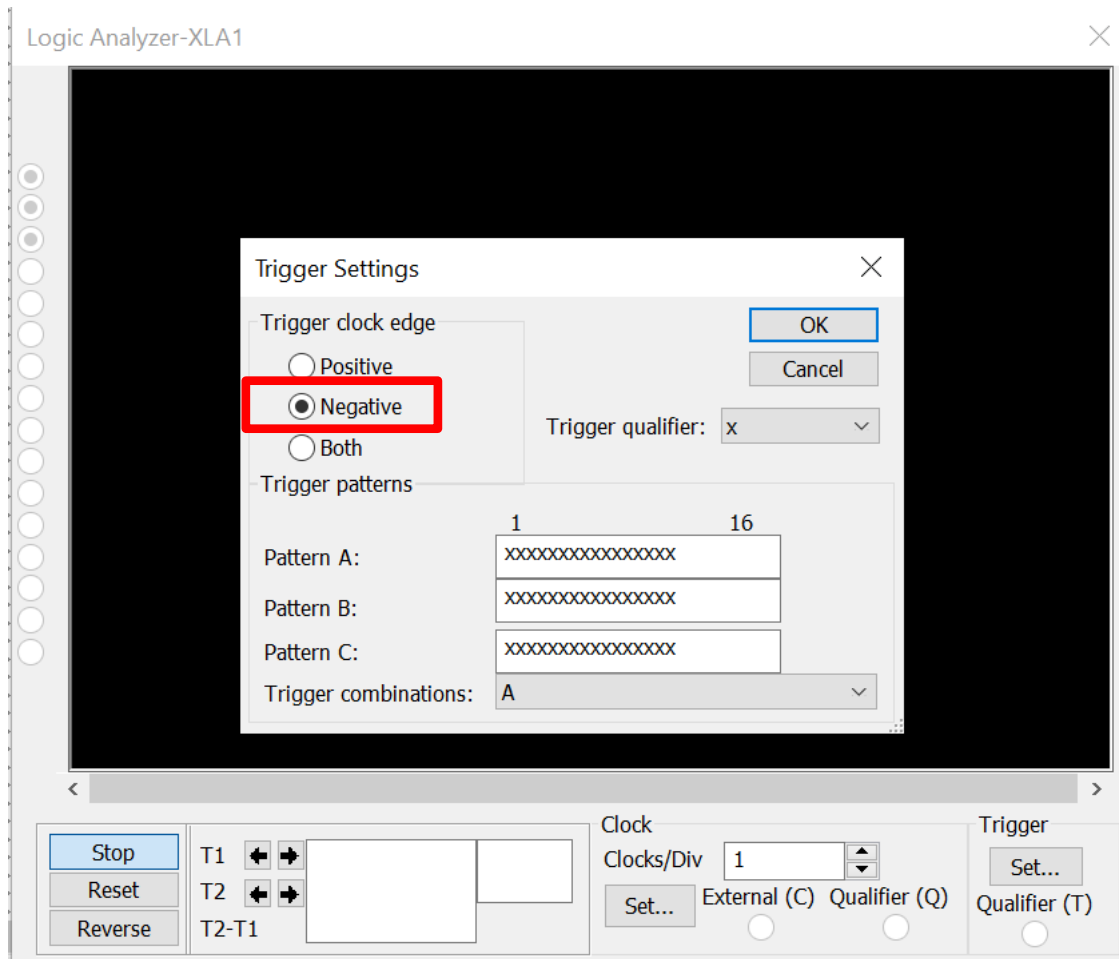 Logic Analyzer-XLA1
Trigger Settings
Trigger clock edge
OK
Positive
Cancel
Negative
Trigger qualifier: x
Both
Trigger patterns
1 16
Pattern A: xxxxxxxxxxxxxxxx
Pattern B: xxxxxxxxxxxxxxxx
Pattern C: xxxxxxxxxxxxxxxx
Trigger combinations: A
Clock
Trigger
Stop
T1
Clocks/Div 1
Set...
Reset
T2
Set...
External (C) Qualifier (Q)
Qualifier (T)
Reverse
T2-T1